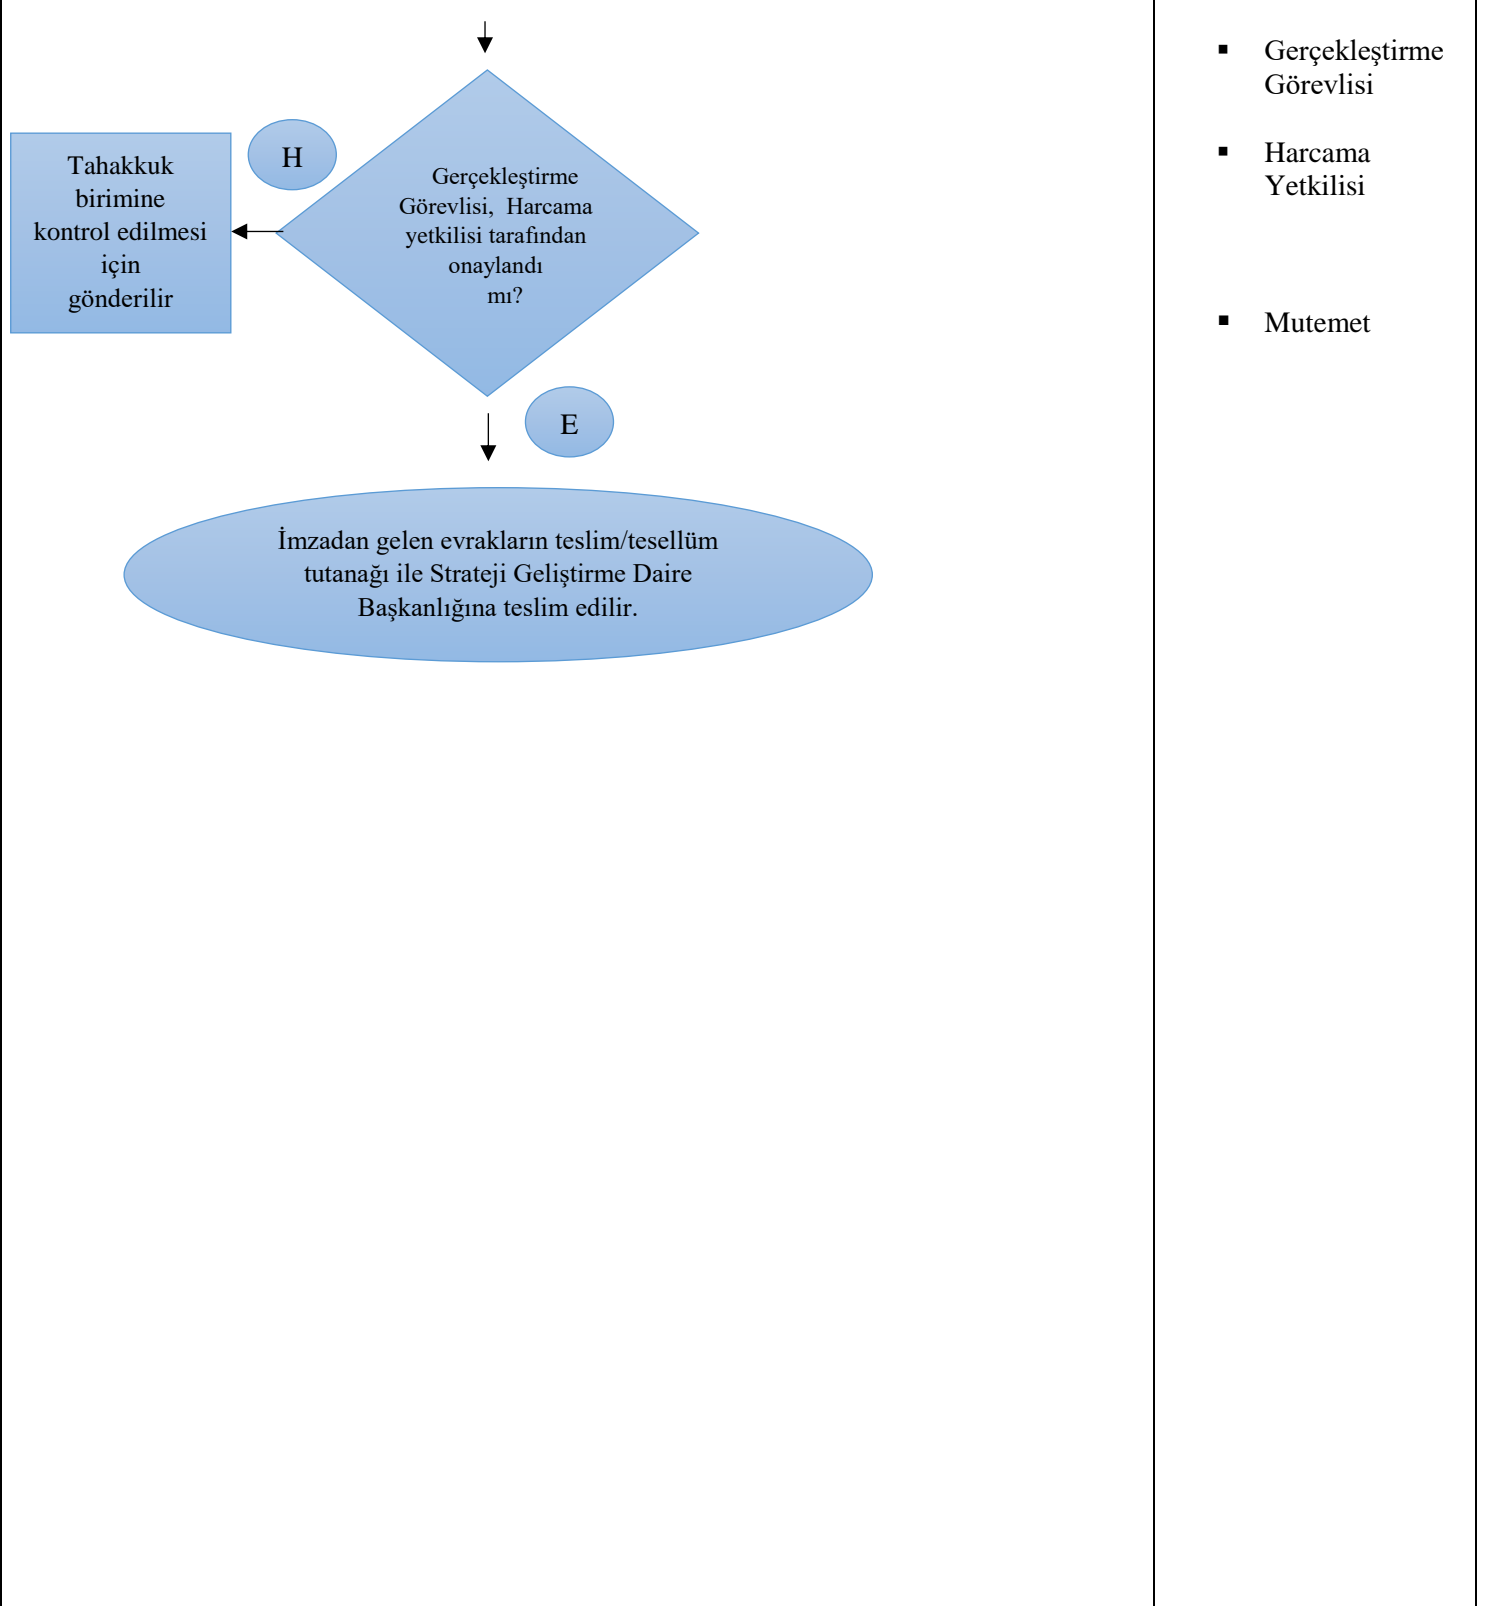 H
Tahakkuk
birimine
kontrol edilmesi
için
gönderilir
Gerçekleştirme
Görevlisi, Harcama
yetkilisi tarafından
onaylandı
mı?
E
İmzadan gelen evrakların teslim/tesellüm
tutanağı ile Strateji Geliştirme Daire
Başkanlığına teslim edilir.
▪ Gerçekleştirme
Görevlisi
▪ Harcama
Yetkilisi
▪ Mutemet